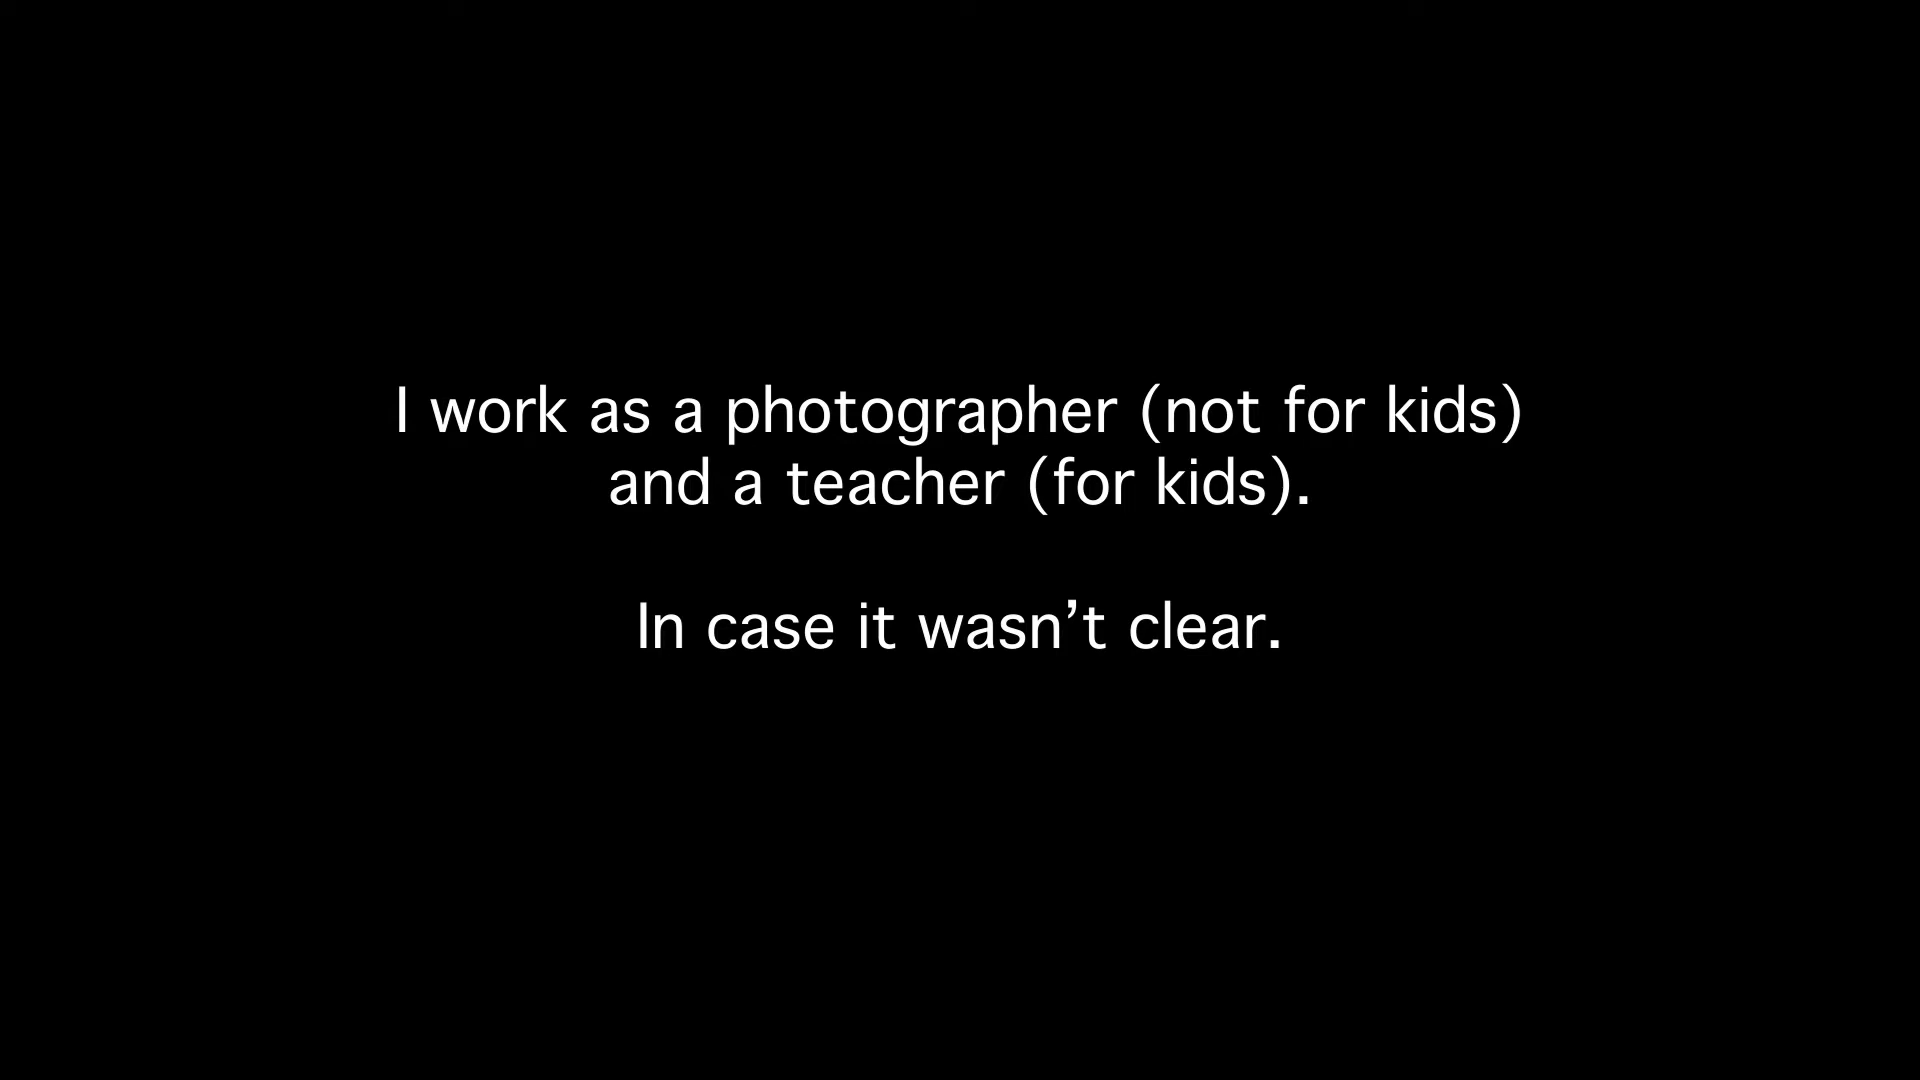 I work as a photographer (not for kids)
and a teacher (for kids).
In case it wasn’t clear.